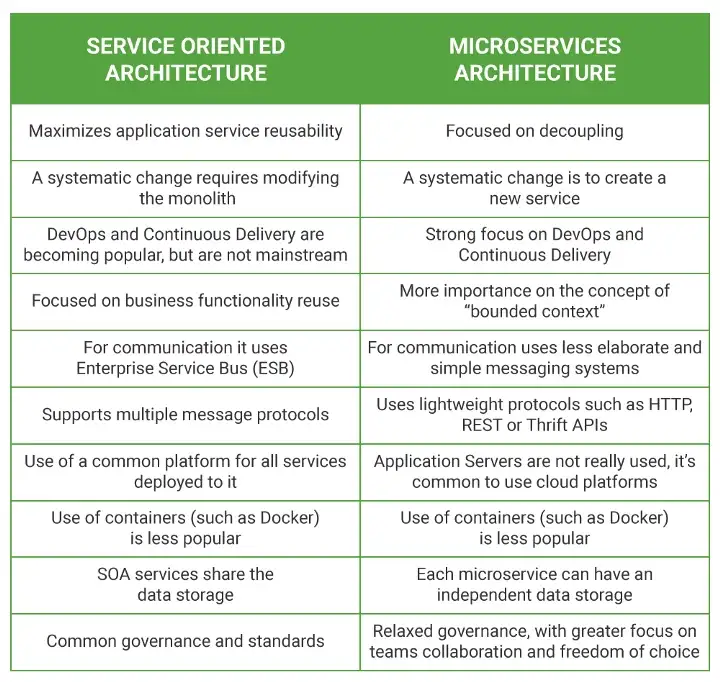 SERVICE ORIENTED
ARCHITECTURE
MICROSERVICES
ARCHITECTURE
Maximizes application service reusability
Focused on decoupling
A systematic change requires modifying
the monolith
A systematic change is to create a
new service
DevOps and Continuous Delivery are
becoming popular, but are not mainstream
Strong focus on DevOps and
Continuous Delivery
Focused on business functionality reuse
More importance on the concept of
“bounded context”
For communication it uses
Enterprise Service Bus (ESB)
For communication uses less elaborate and
simple messaging systems
Supports multiple message protocols
Uses lightweight protocols such as HTTP,
REST or Thrift APIs
Use of a common platform for all services
deployed to it
Application Servers are not really used, it’s
common to use cloud platforms
Use of containers (such as Docker)
is less popular
Use of containers (such as Docker)
is less popular
SOA services share the
data storage
Each microservice can have an
independent data storage
Common governance and standards
Relaxed governance, with greater focus on
teams collaboration and freedom of choice